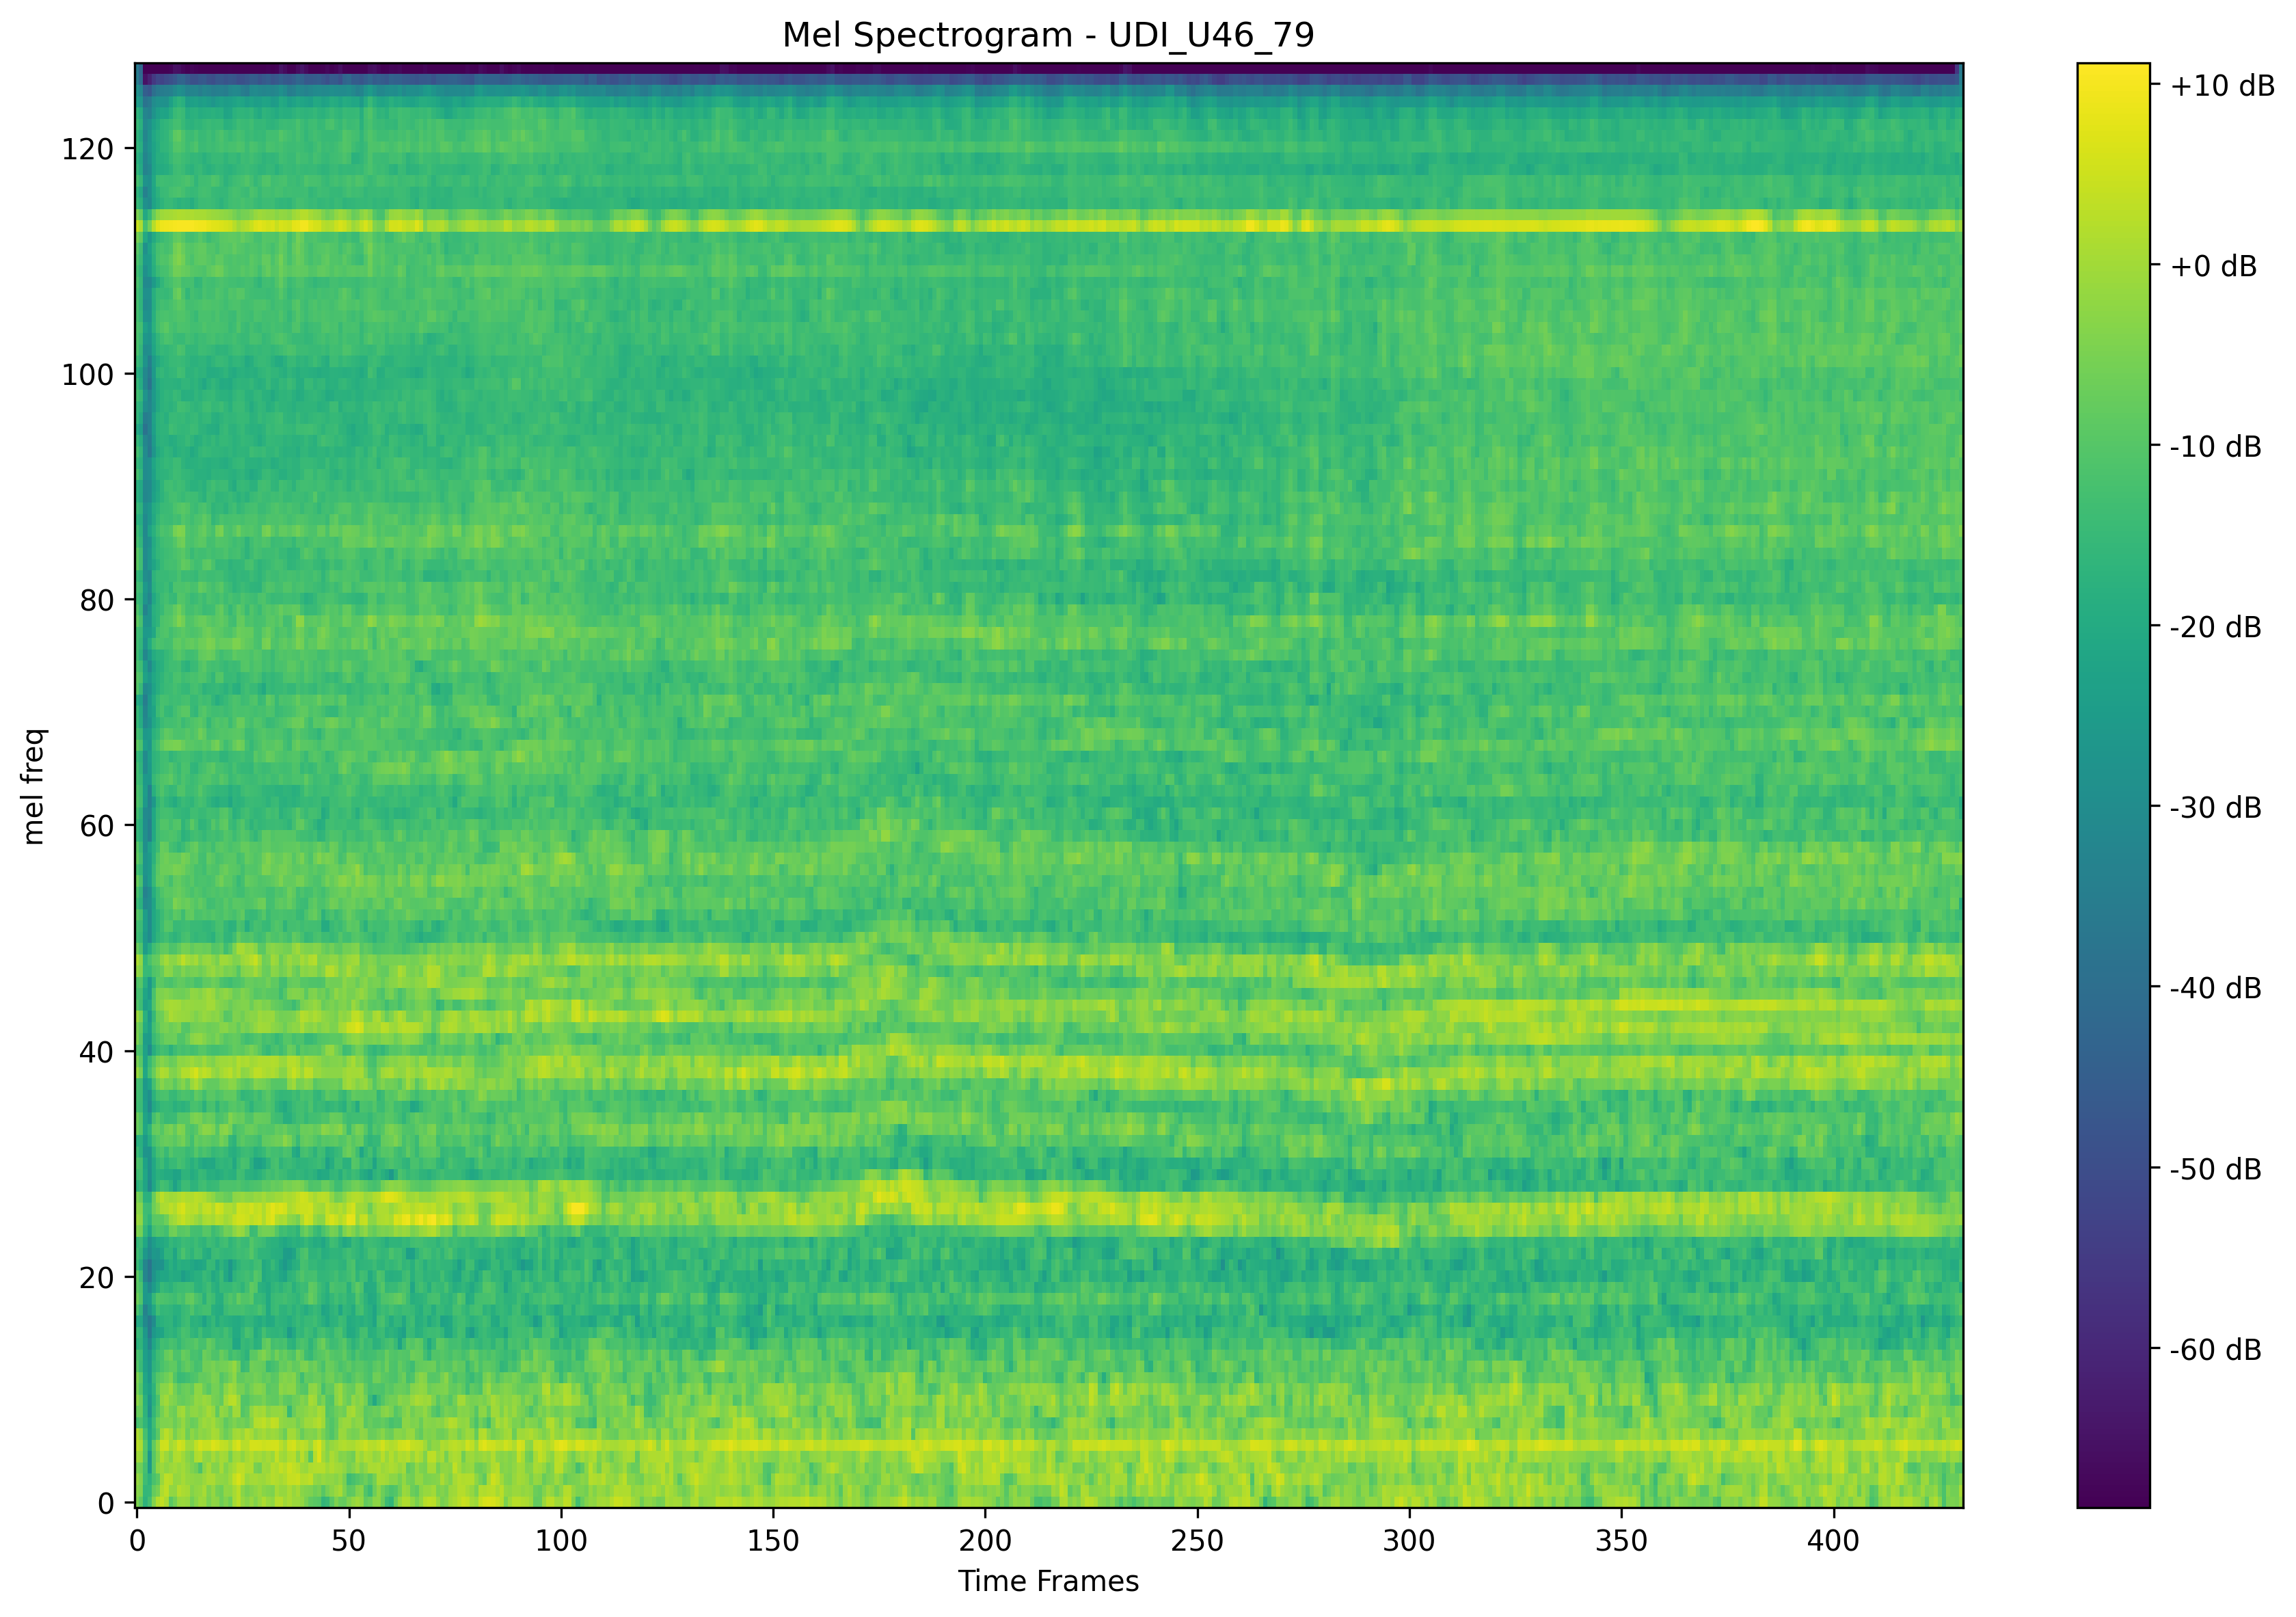 Mel Spectrogram - UDI_U46_79
mel freq
120
100
80
60
40
20
0
0 50 100 150 200 250 300 350 400
Time Frames
+10 dB
+0 dB
-10 dB
-20 dB
-30 dB
-40 dB
-50 dB
-60 dB